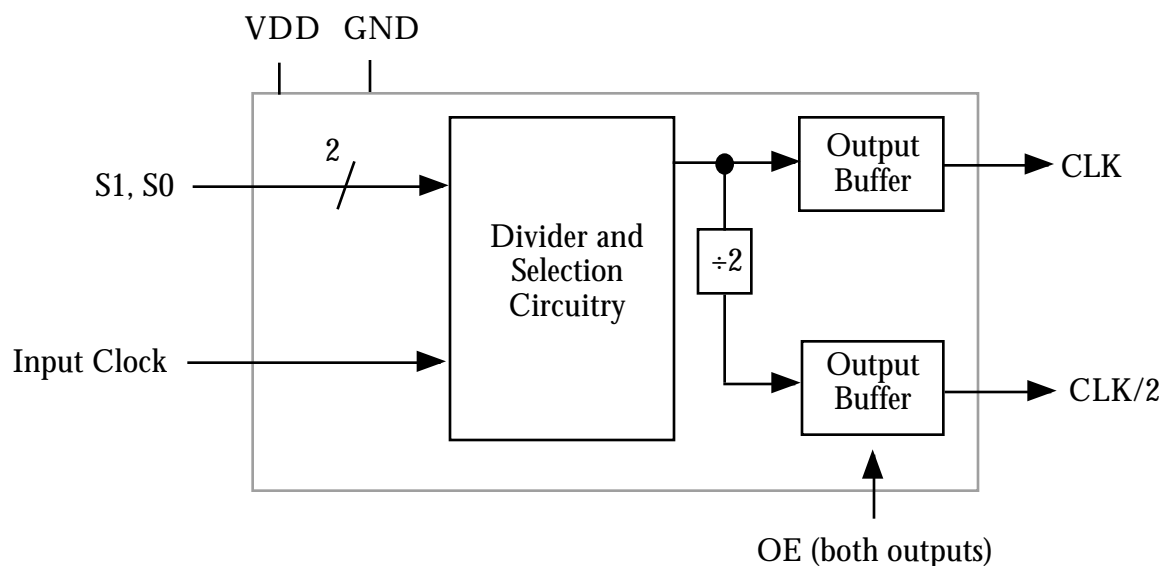 VDD GND
2
S1, S0
Output
Buffer
CLK
Divider and
Selection
Circuitry
÷2
Input Clock
Output
Buffer
CLK/2
OE (both outputs)